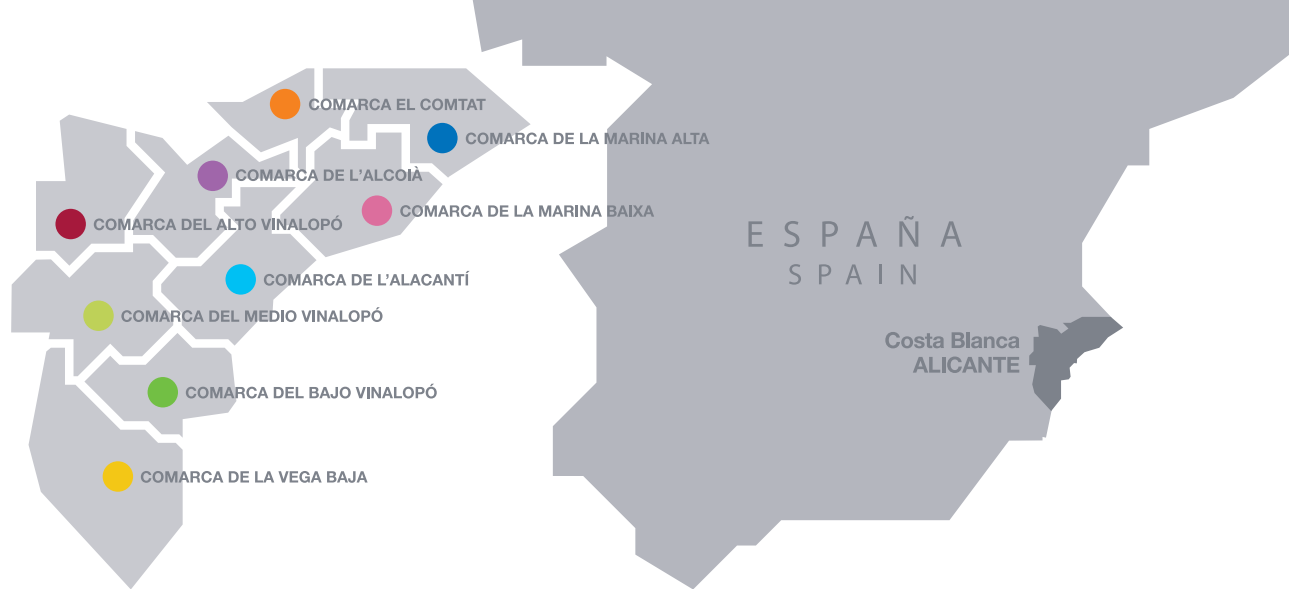 COMARCA EL COMTAT
COMARCA DE LA MARINA ALTA
COMARCA DE L'ALCOIÀ
COMARCA DE LA MARINA BAIXA
COMARCA DEL ALTO VINALOPÓ
COMARCA DE L'ALACANTÍ
COMARCA DEL MEDIO VINALOPÓ
COMARCA DEL BAJO VINALOPÓ
COMARCA DE LA VEGA BAJA
ESPAÑA
SPAIN
Costa Blanca
ALICANTE